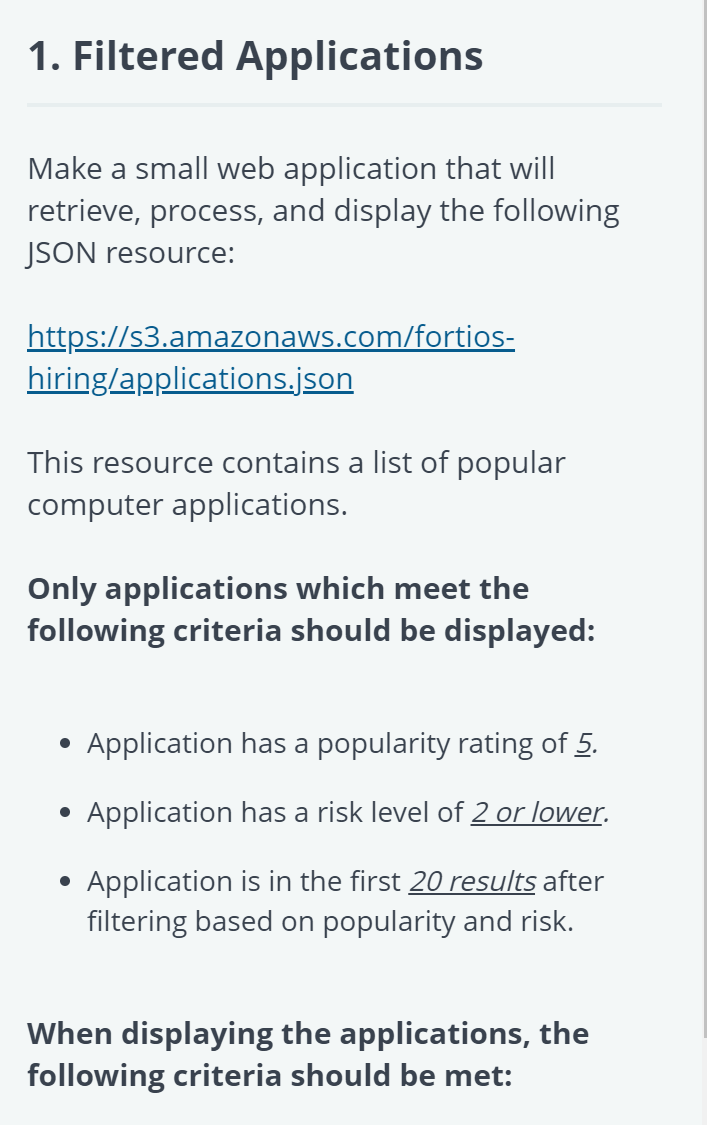 1. Filtered Applications
Make a small web application that will
retrieve, process, and display the following
JSON resource:
https://s3.amazonaws.com/fortios-
hiring/applications.json
This resource contains a list of popular
computer applications.
Only applications which meet the
following criteria should be displayed:
• Application has a popularity rating of 5.
• Application has a risk level of 2 or lower.
• Application is in the first 20 results after
filtering based on popularity and risk.
When displaying the applications, the
following criteria should be met: